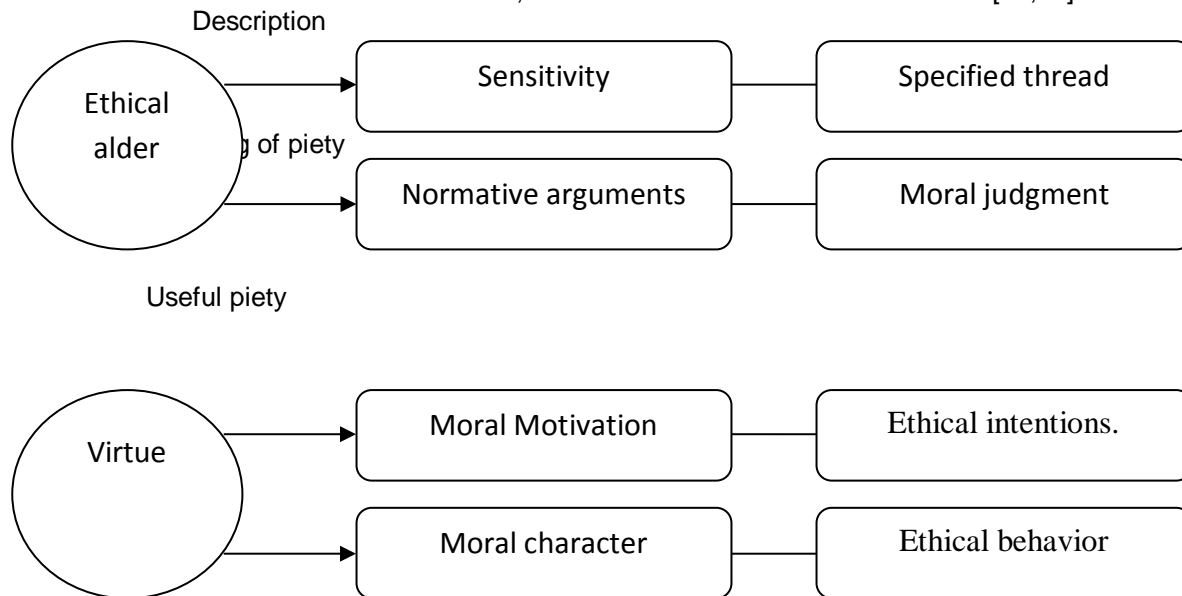 Description
Sensitivity
Specified thread
Ethical
alder
of piety
Normative arguments
Moral judgment
Useful piety
Moral Motivation
Ethical intentions.
Virtue
Moral character
Ethical behavior